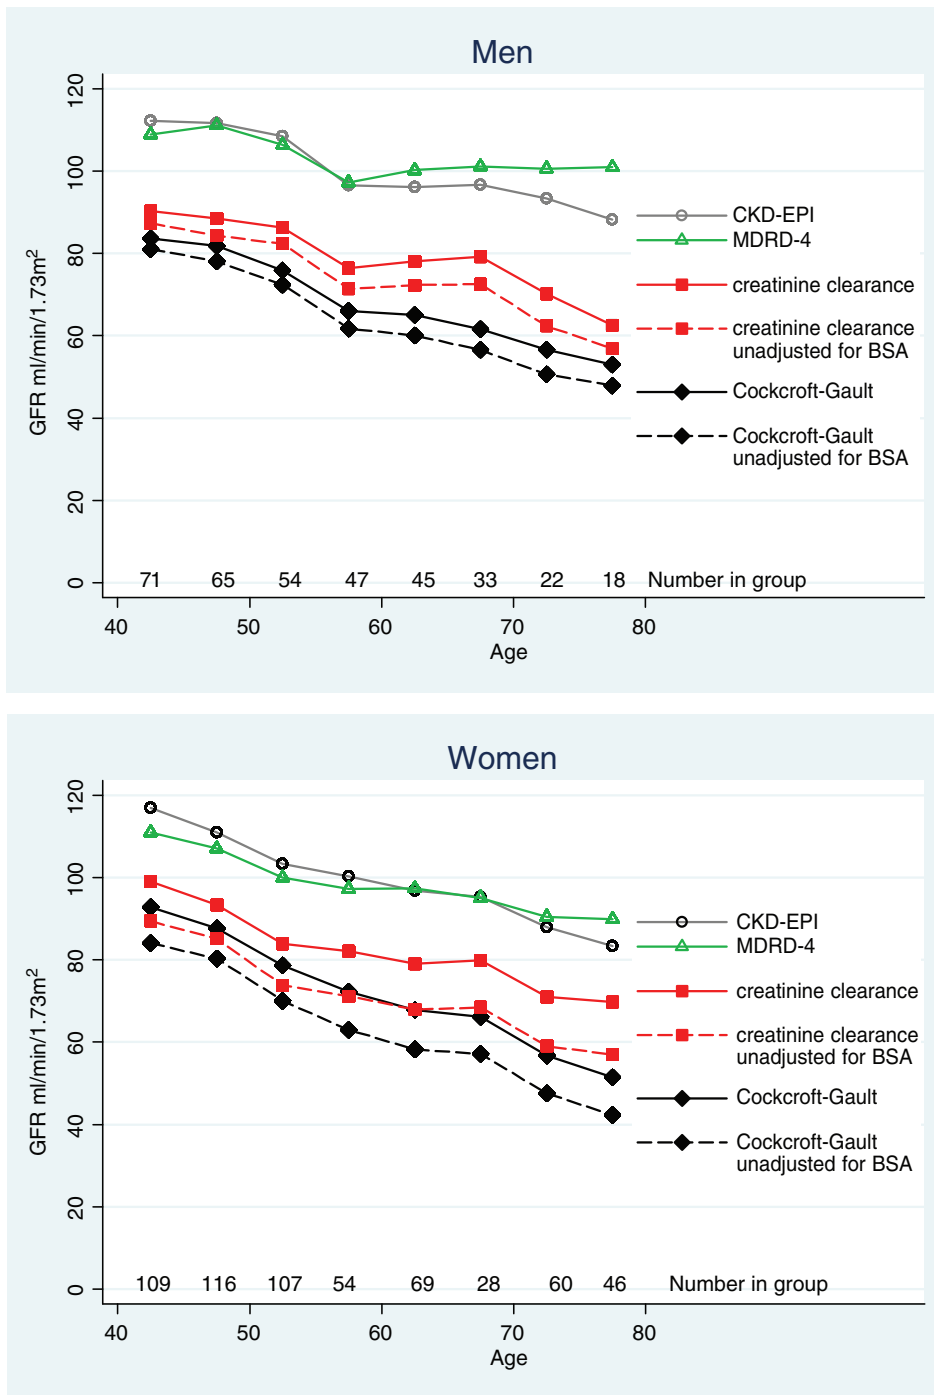 Men
GFR ml/min/1.73m²
120
100
80
60
40
20
0
CKD-EPI
MDRD-4
creatinine clearance
creatinine clearance
unadjusted for BSA
Cockcroft-Gault
Cockcroft-Gault
unadjusted for BSA
71 65 54 47 45 33 22 18 Number in group
40 50 60 70 80
Age
Women
GFR ml/min/1.73m²
120
100
80
60
40
20
0
CKD-EPI
MDRD-4
creatinine clearance
creatinine clearance
unadjusted for BSA
Cockcroft-Gault
Cockcroft-Gault
unadjusted for BSA
109 116 107 54 69 28 60 46 Number in group
40 50 60 70 80
Age